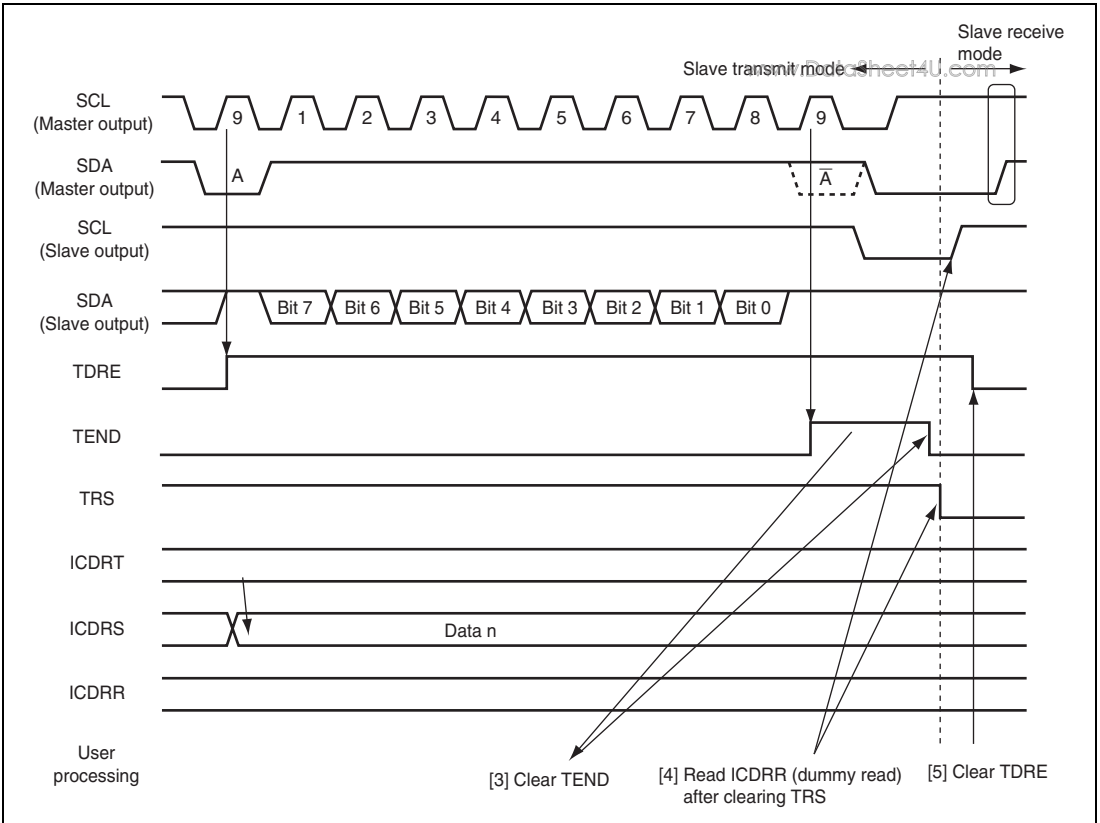 Slave receive
mode
Slave transmit mode
www.DataSheet4U.com
SCL
(Master output)
9 1 2 3 4 5 6 7 8 9
SDA
(Master output)
A A̅
SCL
(Slave output)
SDA
(Slave output)
Bit 7 Bit 6 Bit 5 Bit 4 Bit 3 Bit 2 Bit 1 Bit 0
TDRE
TEND
TRS
ICDRT
ICDRS
Data n
ICDRR
User
processing
[3] Clear TEND
[4] Read ICDRR (dummy read)
after clearing TRS
[5] Clear TDRE